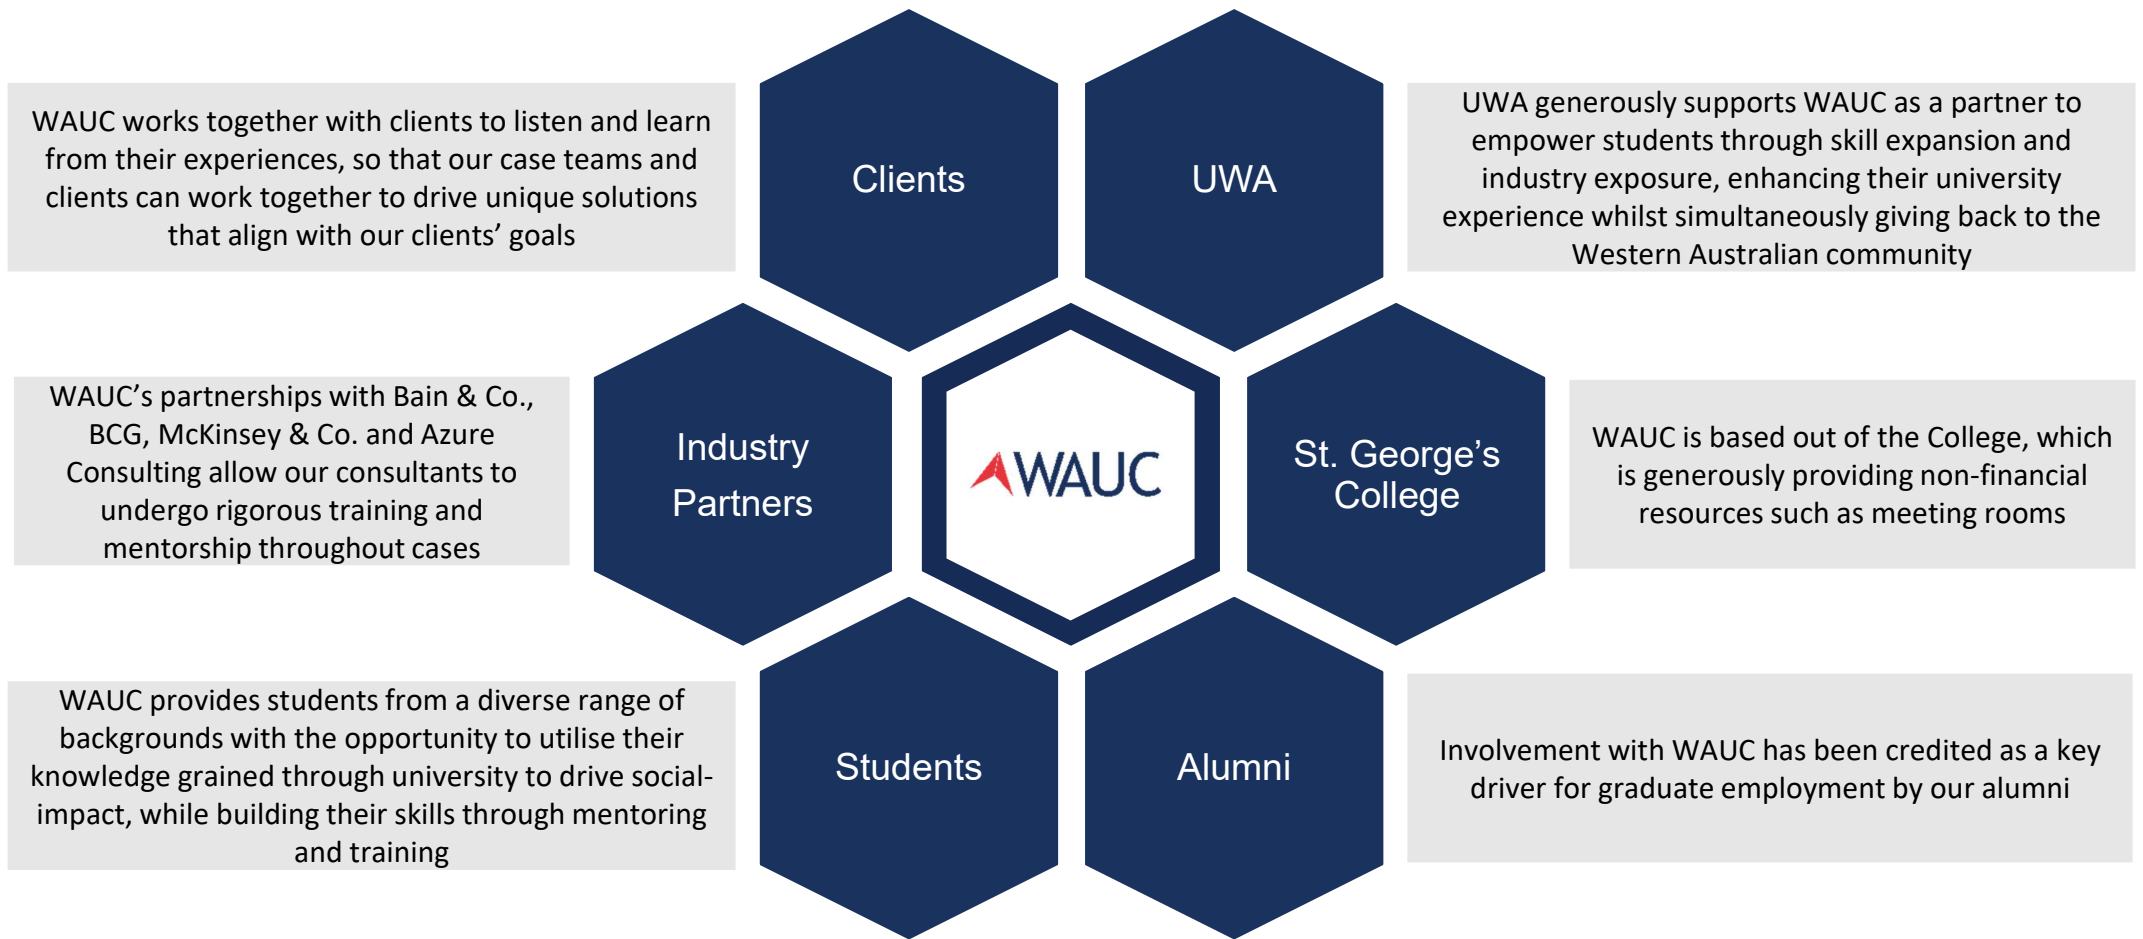 WAUC works together with clients to listen and learn
from their experiences, so that our case teams and
clients can work together to drive unique solutions
that align with our clients’ goals
Clients
UWA
UWA generously supports WAUC as a partner to
empower students through skill expansion and
industry exposure, enhancing their university
experience whilst simultaneously giving back to the
Western Australian community
WAUC’s partnerships with Bain & Co.,
BCG, McKinsey & Co. and Azure
Consulting allow our consultants to
undergo rigorous training and
mentorship throughout cases
Industry
Partners
WAUC
St. George’s
College
WAUC is based out of the College, which
is generously providing non-financial
resources such as meeting rooms
WAUC provides students from a diverse range of
backgrounds with the opportunity to utilise their
knowledge grained through university to drive social-
impact, while building their skills through mentoring
and training
Students
Alumni
Involvement with WAUC has been credited as a key
driver for graduate employment by our alumni